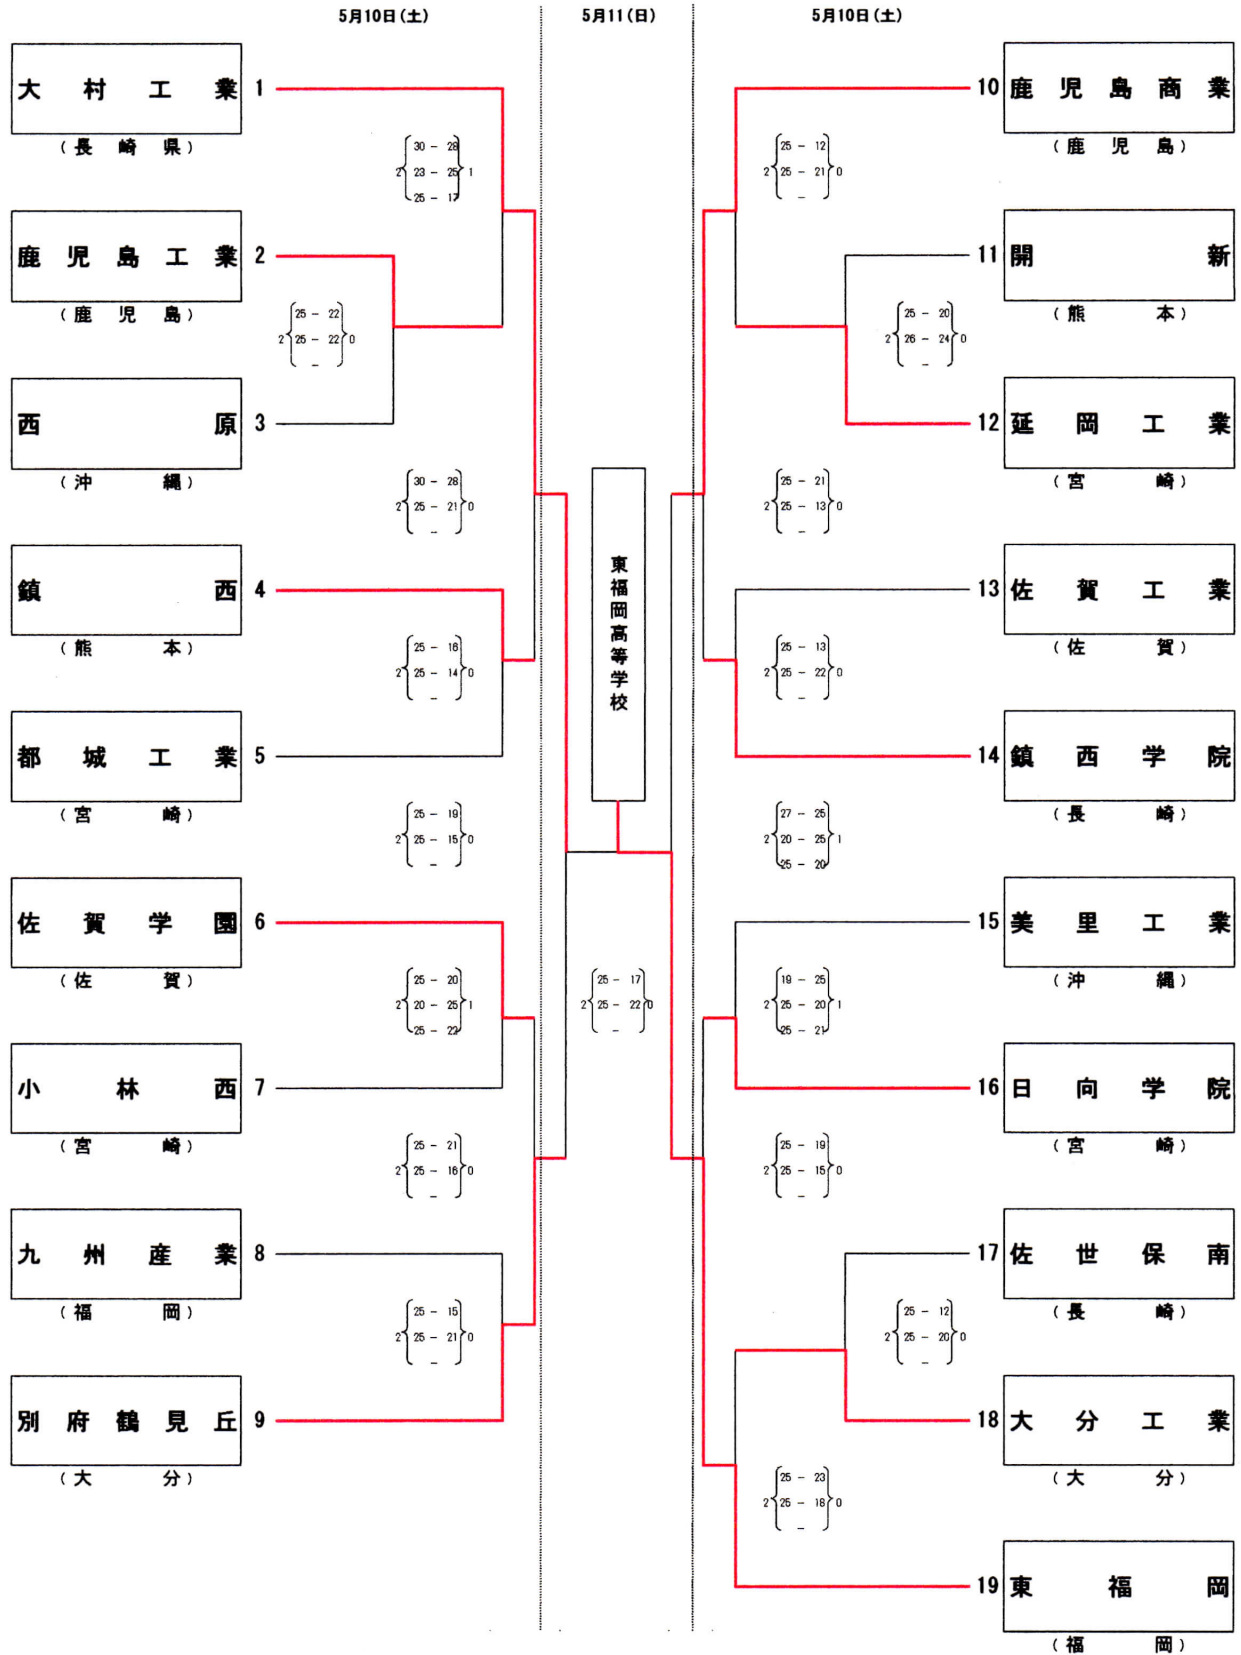 5月10日(土) 5月11(日) 5月10日(土)
大村工業 1
(長崎県)
30 - 28
2 23 - 25 1
25 - 17
鹿児島工業 2
(鹿児島)
25 - 22
2 25 - 22 0
-
西原 3
(沖縄)
30 - 28
2 25 - 21 0
-
鎮西 4
(熊本)
25 - 16
2 25 - 14 0
-
都城工業 5
(宮崎)
25 - 19
2 25 - 15 0
-
佐賀学園 6
(佐賀)
25 - 20
2 20 - 25 1
25 - 22
小林西 7
(宮崎)
25 - 21
2 25 - 16 0
-
九州産業 8
(福岡)
25 - 15
2 25 - 21 0
-
別府鶴見丘 9
(大分)
東福岡高等学校
25 - 17
2 25 - 22 0
-
10 鹿児島商業
(鹿児島)
25 - 12
2 25 - 21 0
-
11 開新
(熊本)
25 - 20
2 26 - 24 0
-
12 延岡工業
(宮崎)
25 - 21
2 25 - 13 0
-
13 佐賀工業
(佐賀)
25 - 13
2 25 - 22 0
-
14 鎮西学院
(長崎)
27 - 25
2 20 - 25 1
25 - 20
15 美里工業
(沖縄)
19 - 25
2 25 - 20 1
25 - 21
16 日向学院
(宮崎)
25 - 19
2 25 - 15 0
-
17 佐世保南
(長崎)
25 - 12
2 25 - 20 0
-
18 大分工業
(大分)
25 - 23
2 25 - 18 0
-
19 東福岡
(福岡)